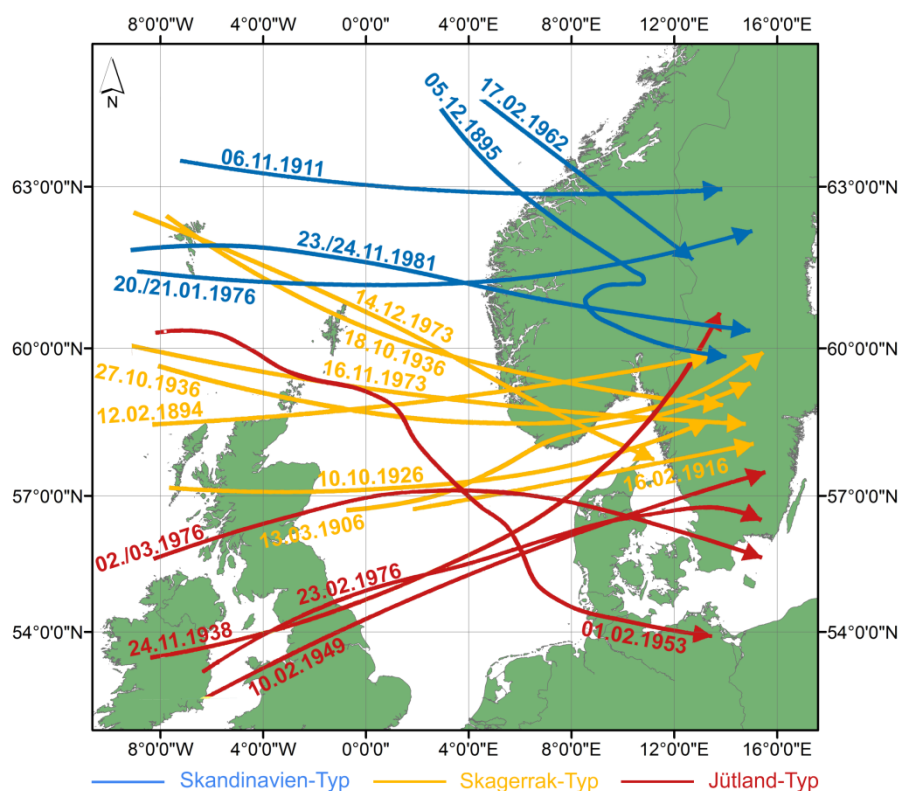 8°0'0"W 4°0'0"W 0°0'0" 4°0'0"E 8°0'0"E 12°0'0"E 16°0'0"E
N
05.12.1895
17.02.1962
06.11.1911
63°0'0"N 63°0'0"N
23./24.11.1981
20./21.01.1976
14.12.1973
18.10.1936
60°0'0"N 60°0'0"N
16.11.1973
27.10.1936
12.02.1894
10.10.1926
16.02.1916
57°0'0"N 57°0'0"N
13.03.1906
02./03.1976
23.02.1976
24.11.1938
54°0'0"N 54°0'0"N
01.02.1953
10.02.1949
8°0'0"W 4°0'0"W 0°0'0" 4°0'0"E 8°0'0"E 12°0'0"E 16°0'0"E
Skandinavien-Typ Skagerrak-Typ Jütland-Typ